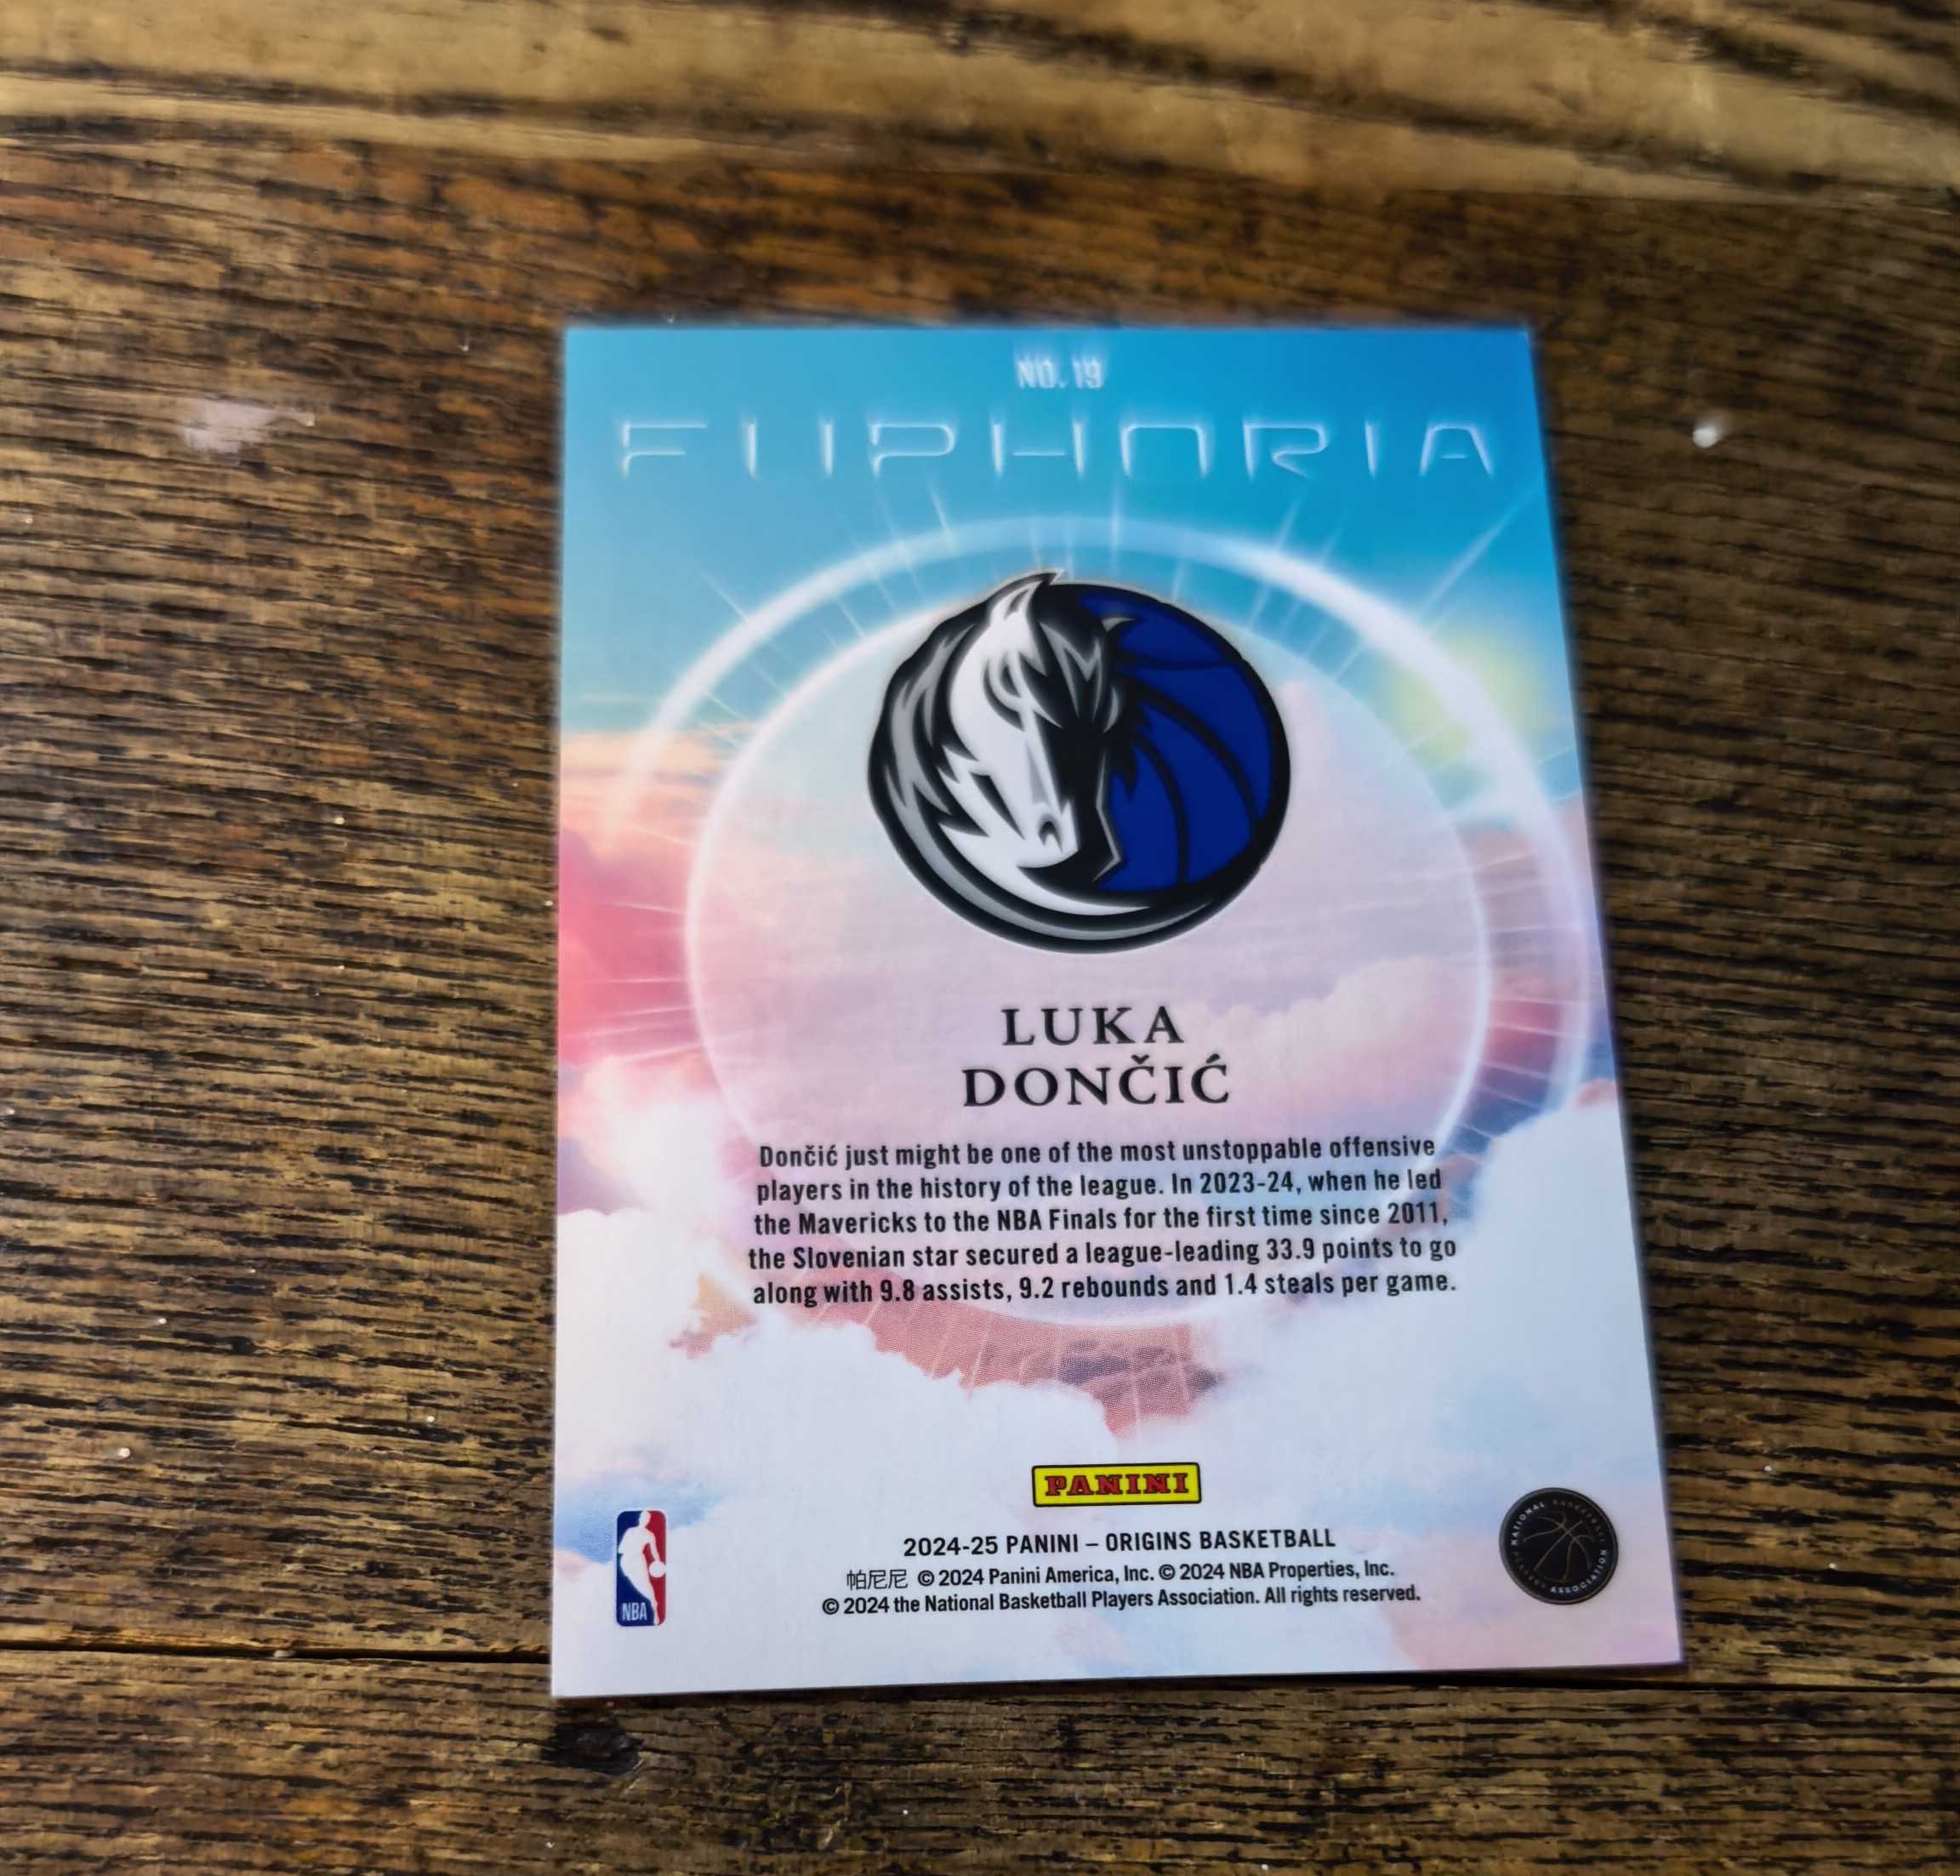 NO. 19
EUPHORIA
LUKA
DONČIĆ
Dončić just might be one of the most unstoppable offensive
players in the history of the league. In 2023-24, when he led
the Mavericks to the NBA Finals for the first time since 2011,
the Slovenian star secured a league-leading 33.9 points to go
along with 9.8 assists, 9.2 rebounds and 1.4 steals per game.
PANINI
2024-25 PANINI – ORIGINS BASKETBALL
帕尼尼 © 2024 Panini America, Inc. © 2024 NBA Properties, Inc.
© 2024 the National Basketball Players Association. All rights reserved.
NBA
NATIONAL BASKETBALL PLAYERS ASSOCIATION